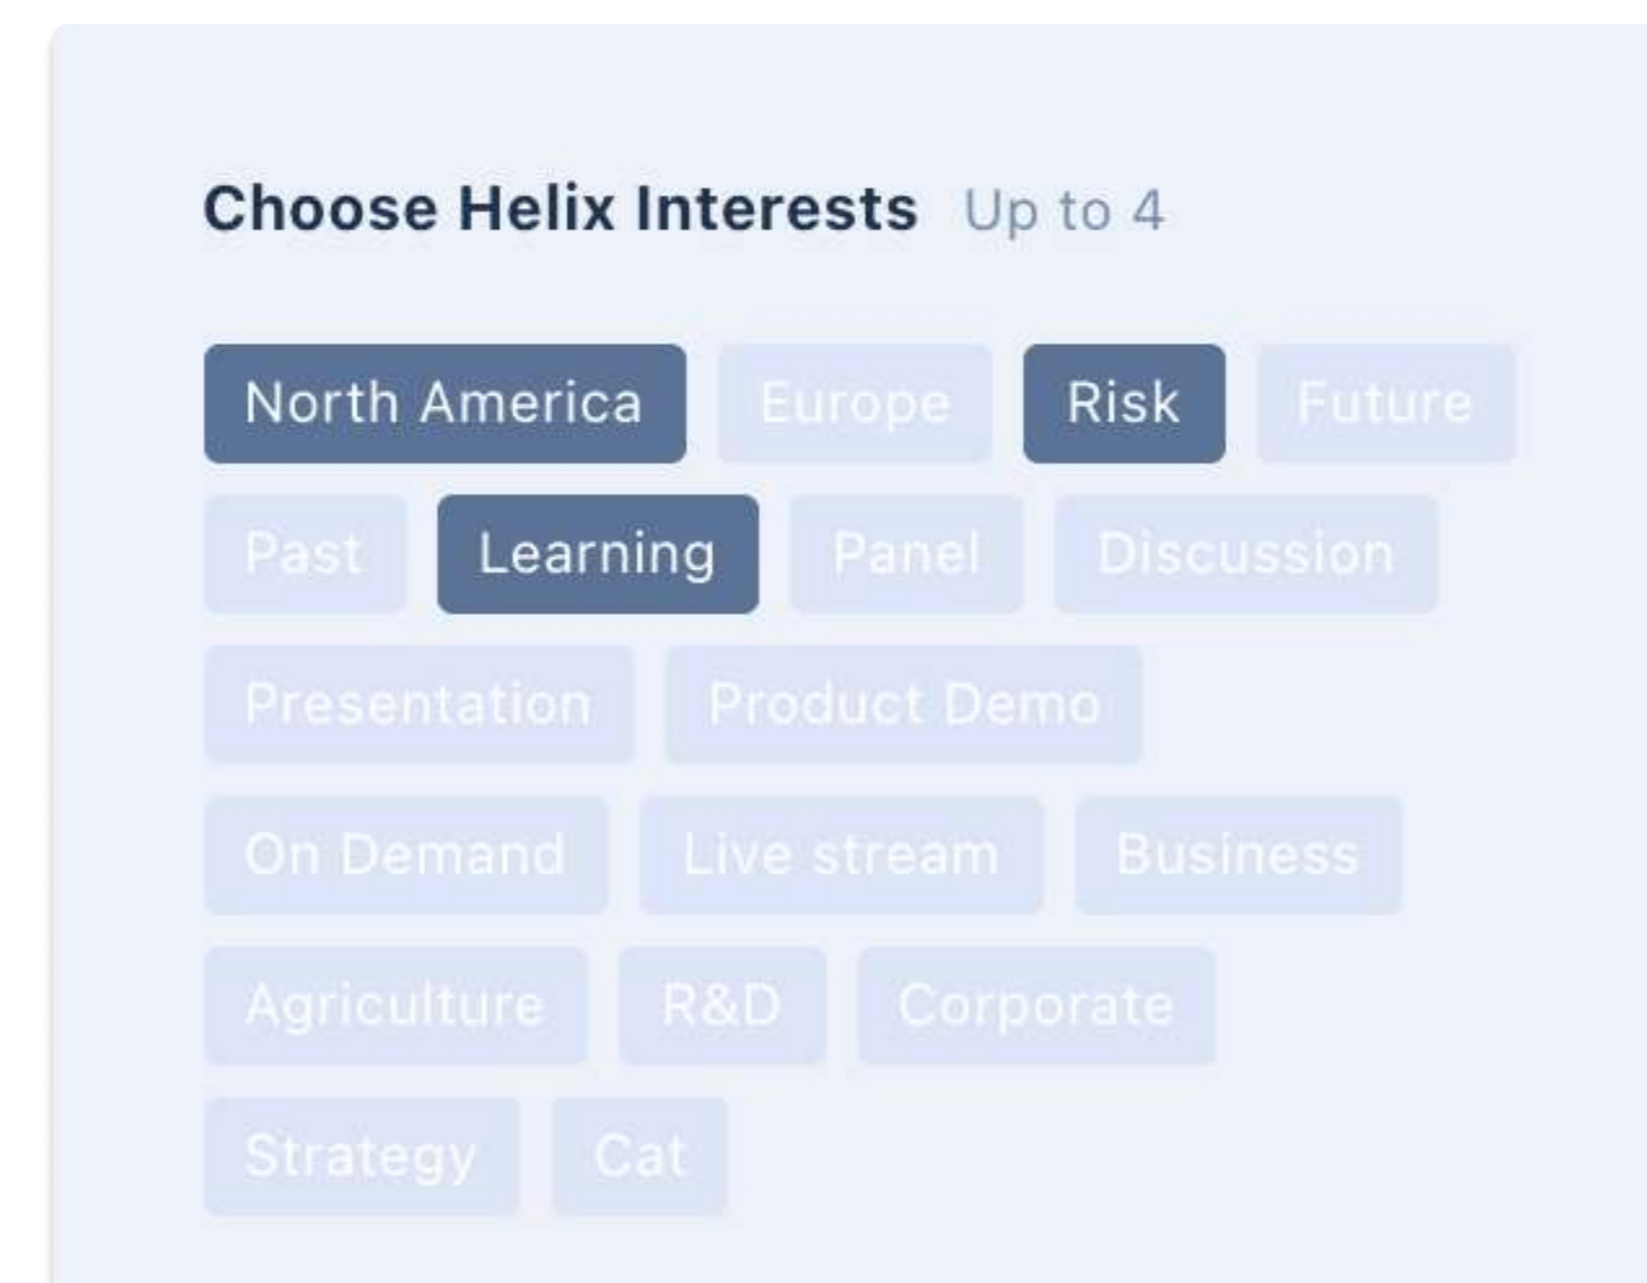 Choose Helix Interests Up to 4
North America Europe Risk Future
Past Learning Panel Discussion
Presentation Product Demo
On Demand Live stream Business
Agriculture R&D Corporate
Strategy Cat